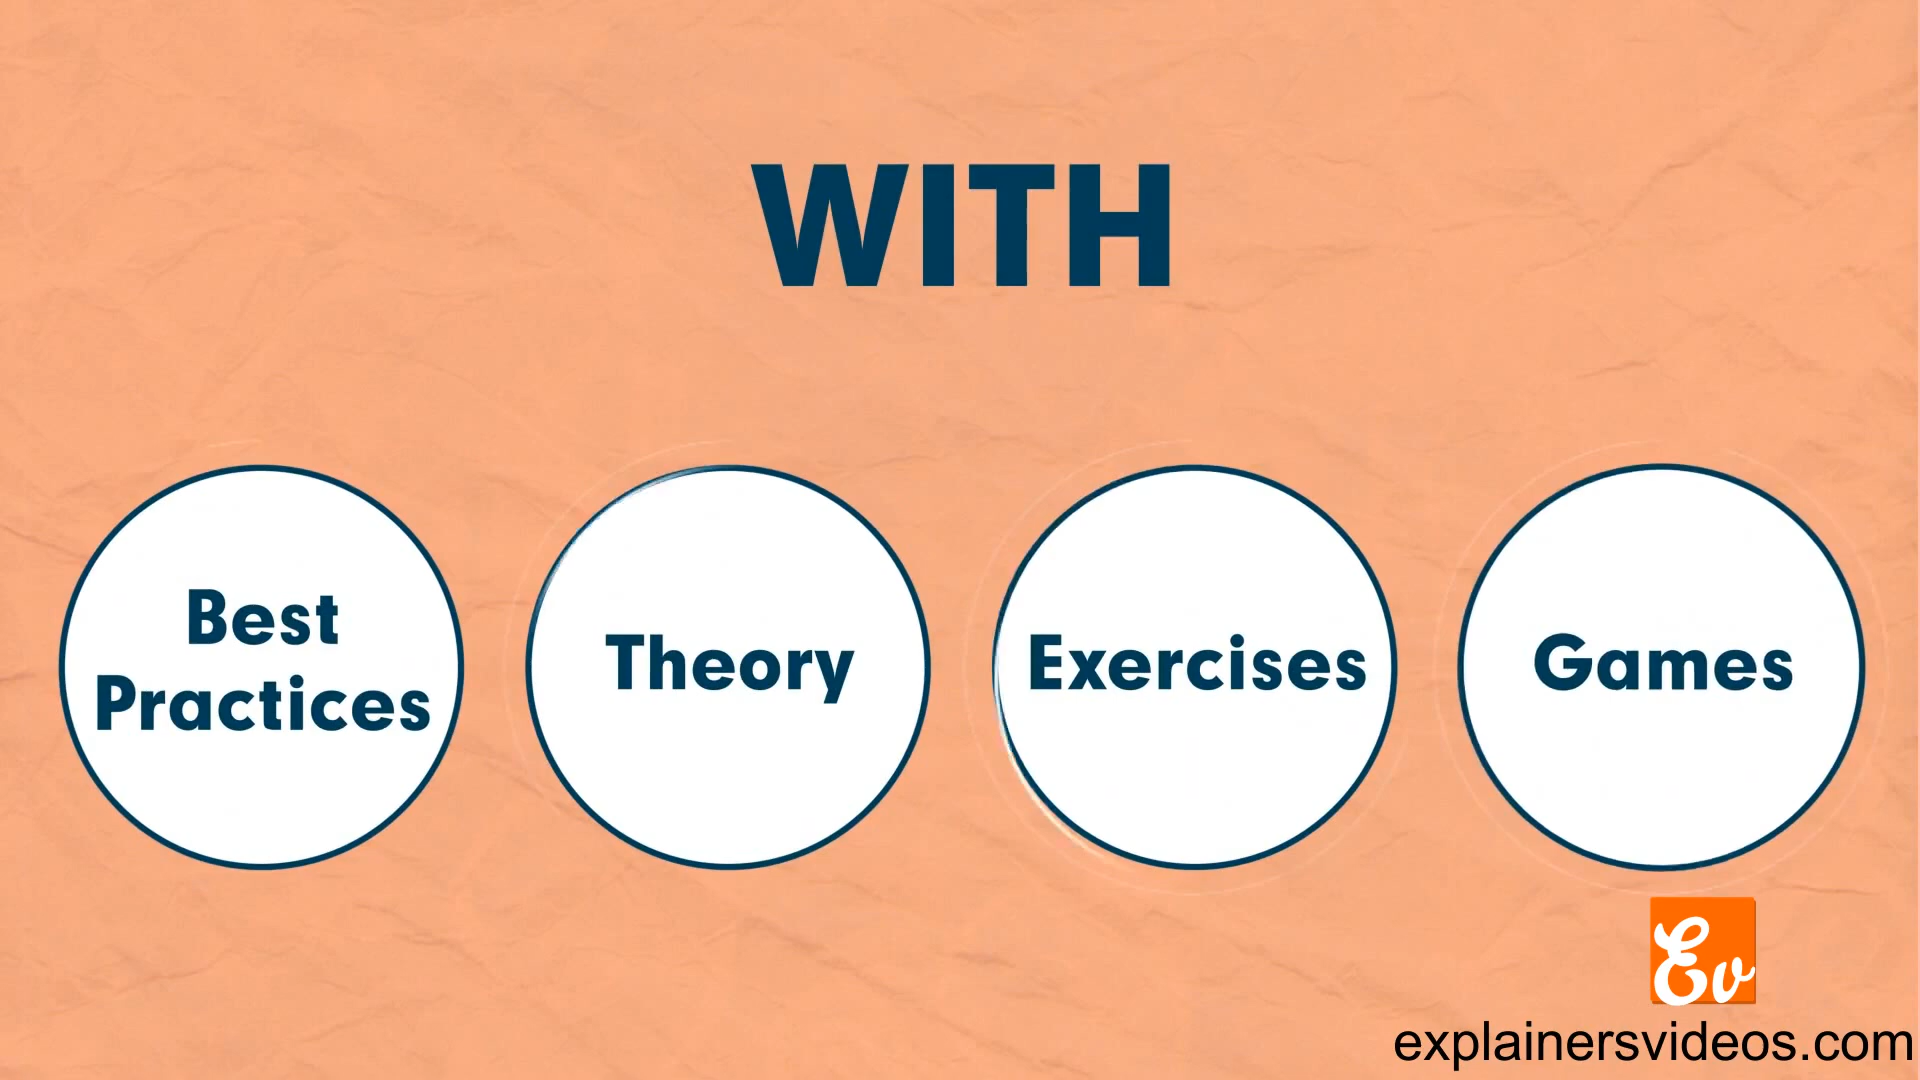 WITH
Best
Practices
Theory
Exercises
Games
Ev
explainersvideos.com